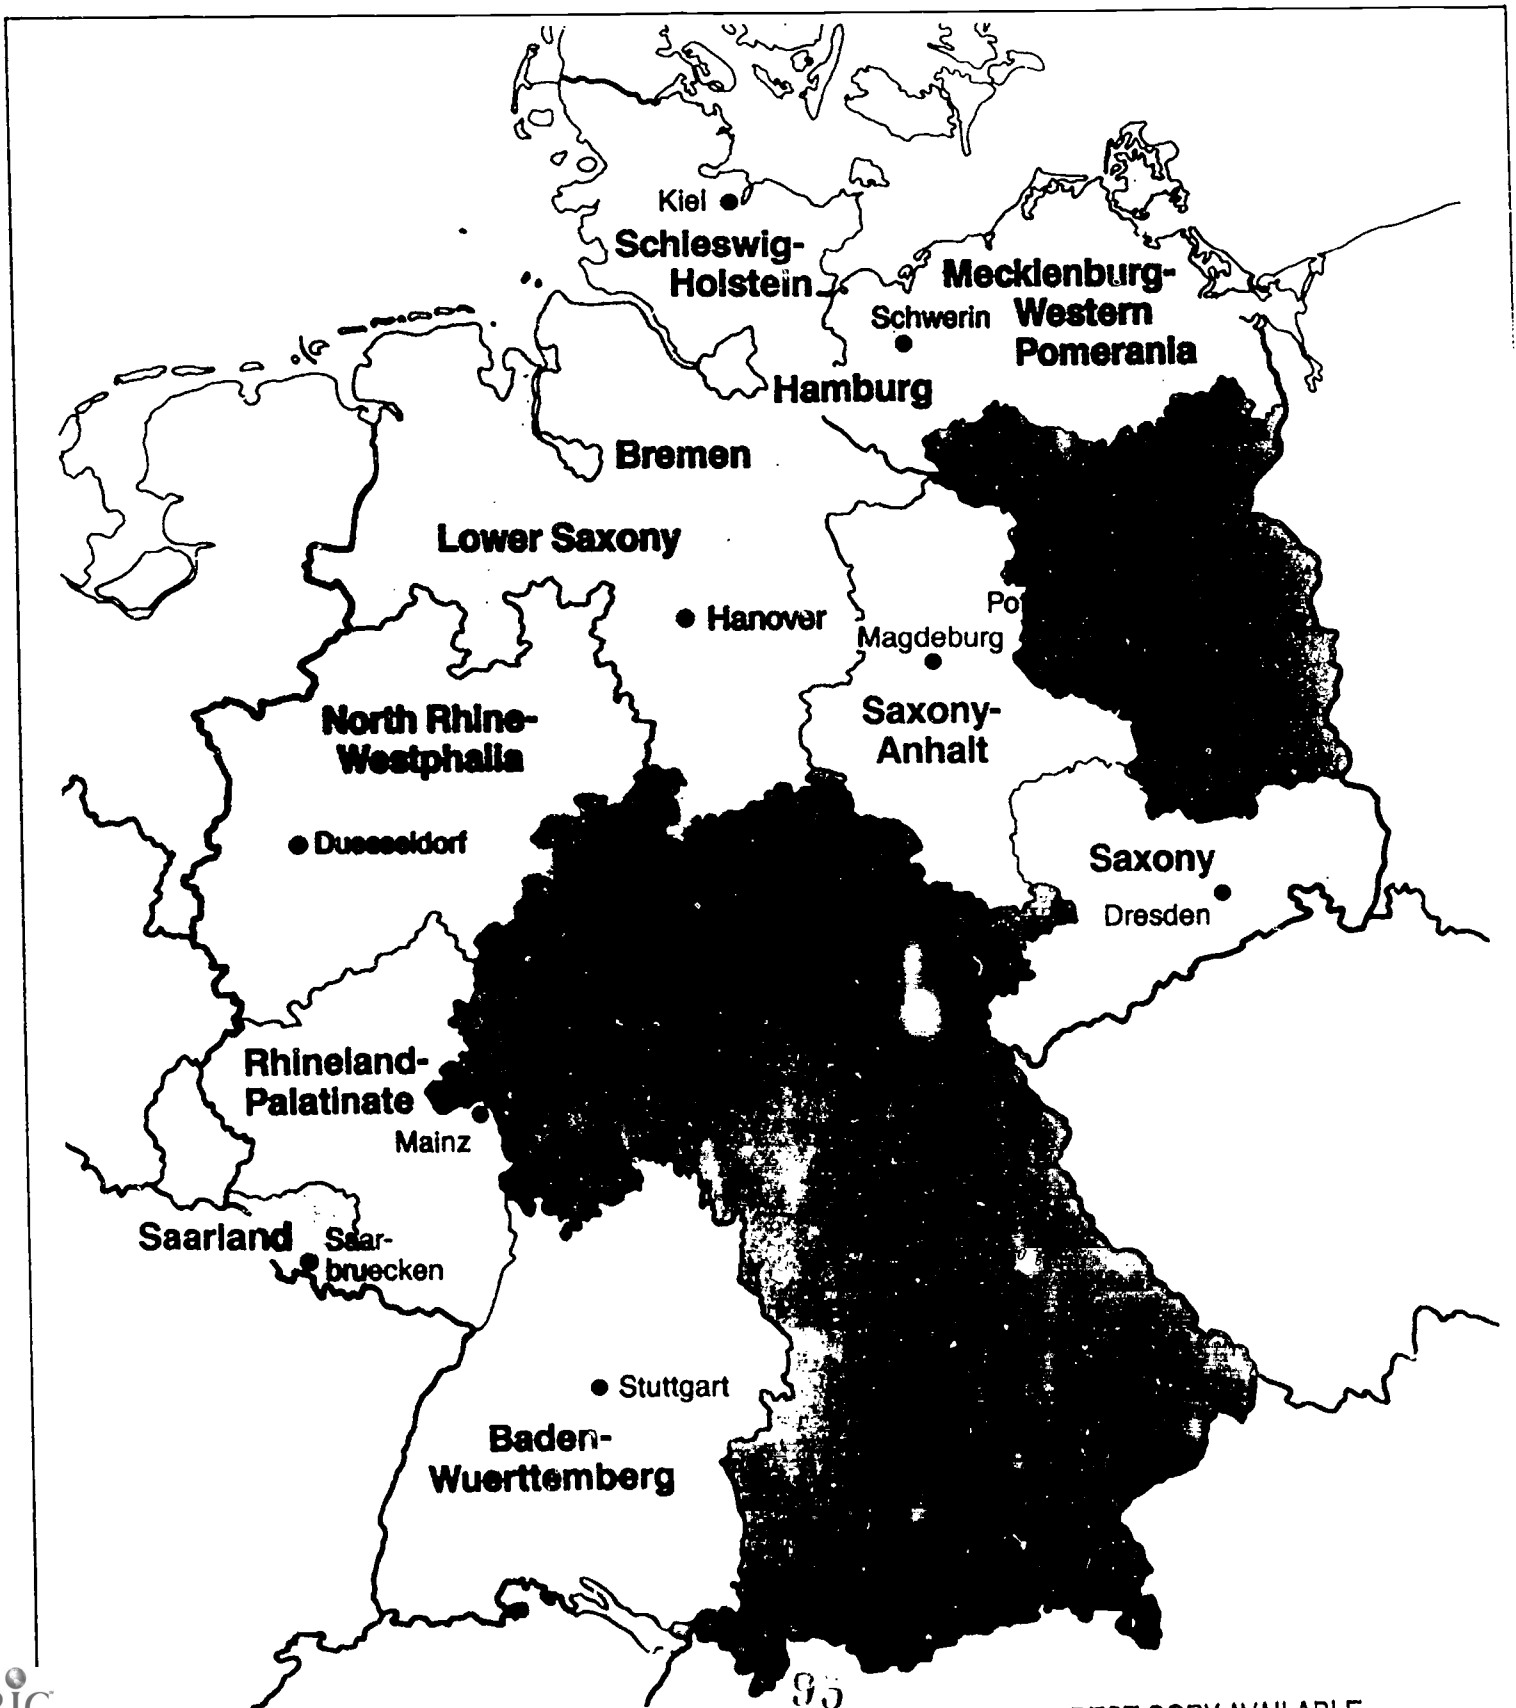 Kiel
Schleswig-
Holstein
Mecklenburg-
Western
Pomerania
Schwerin
Hamburg
Bremen
Lower Saxony
Hanover
Po
Magdeburg
Saxony-
Anhalt
North Rhine-
Westphalia
Duesseldorf
Saxony
Dresden
Rhineland-
Palatinate
Mainz
Saarland
Saar-
bruecken
Stuttgart
Baden-
Wuerttemberg
95